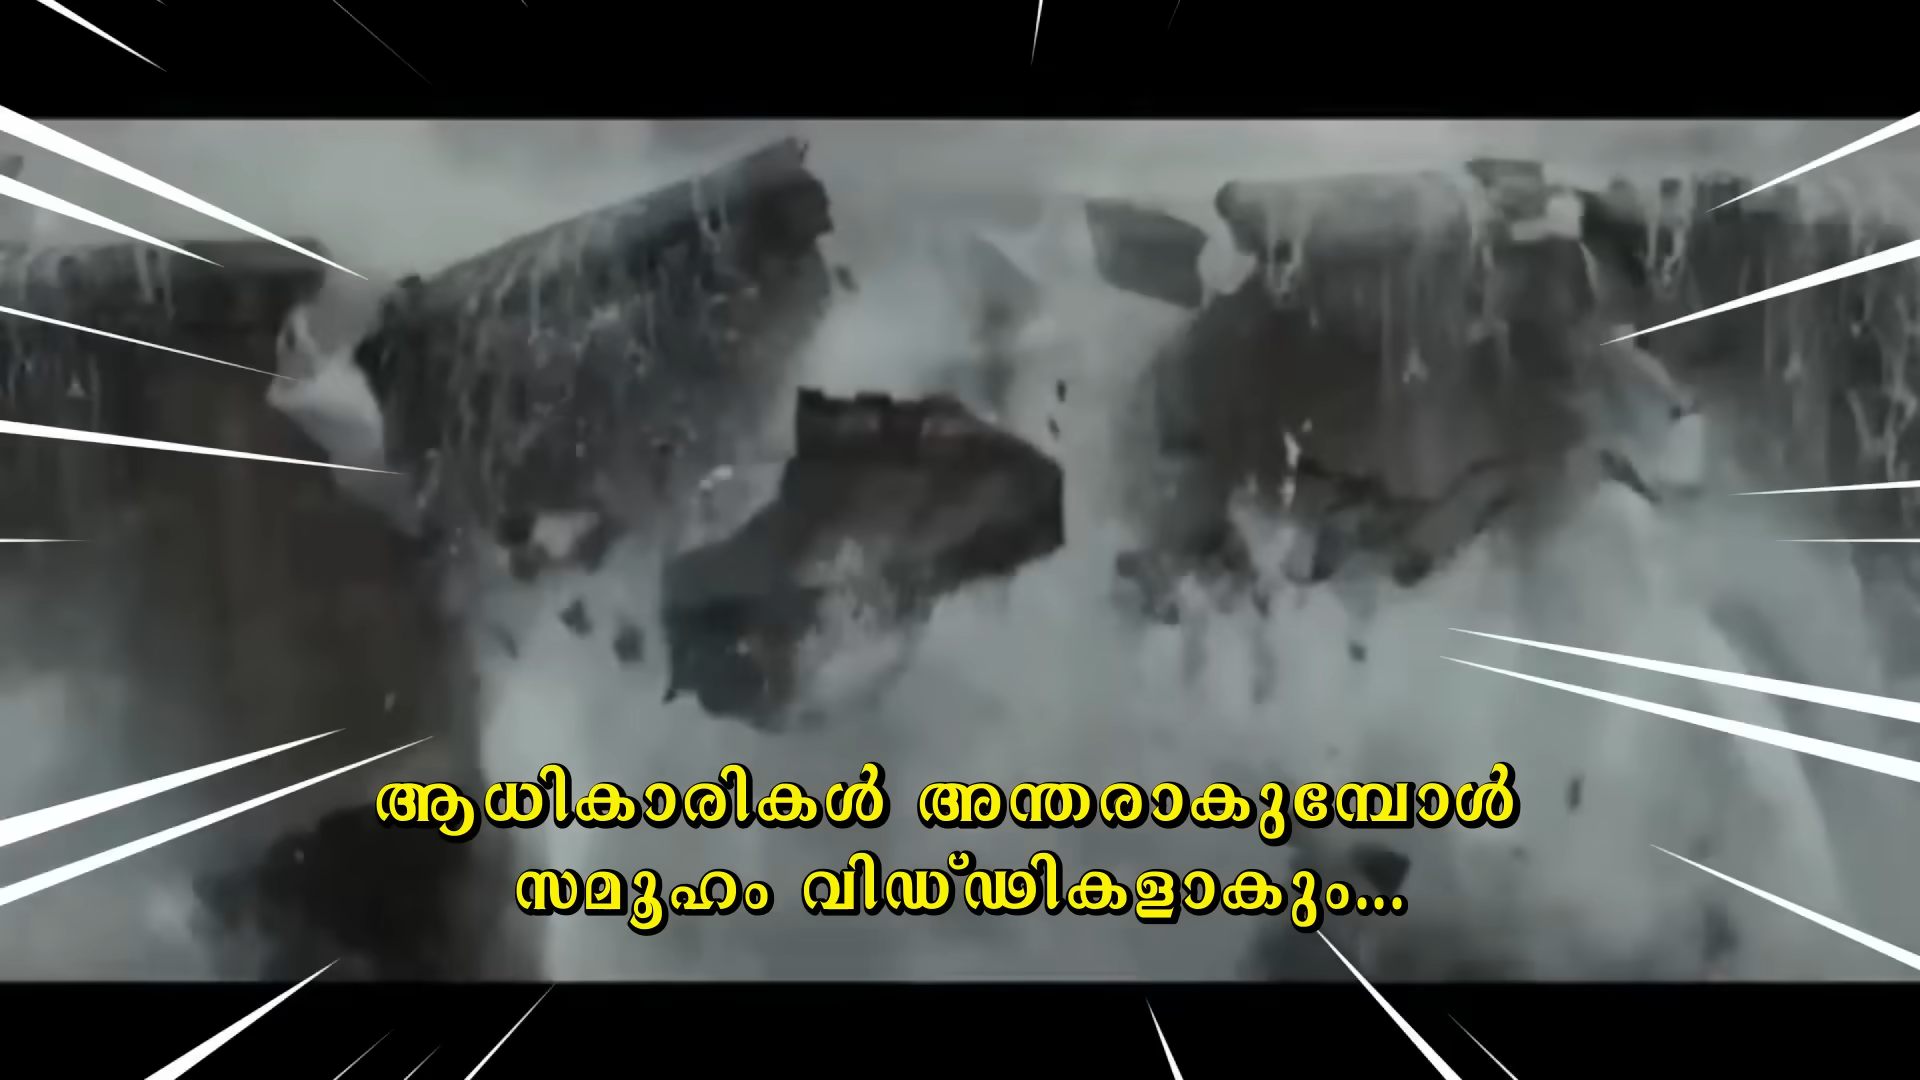 ആധികാരികൾ അന്തരാകുമ്പോൾ
സമൂഹം വിഡ്ഢികളാകും...